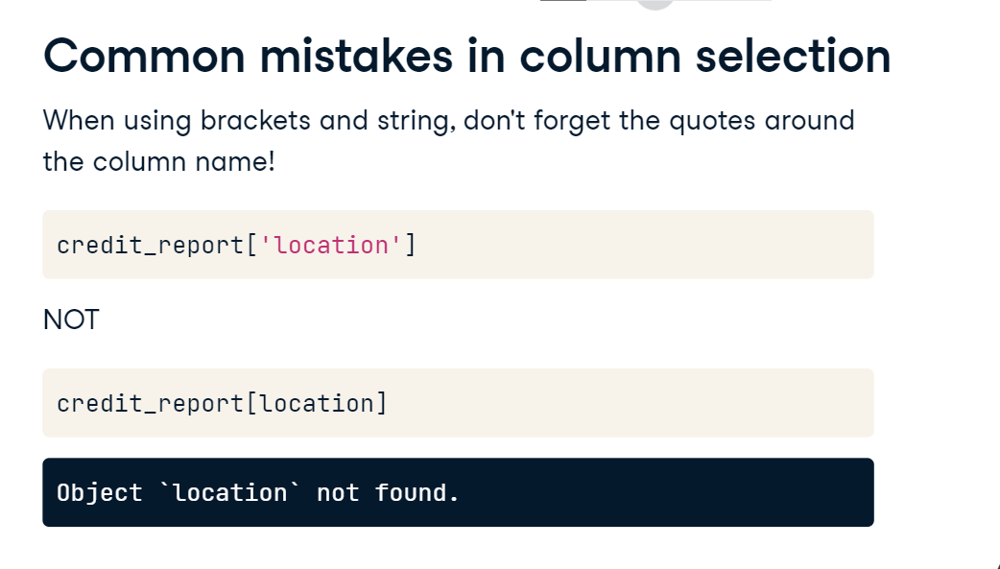 Common mistakes in column selection
When using brackets and string, don't forget the quotes around
the column name!
credit_report['location']
NOT
credit_report[location]
Object `location` not found.